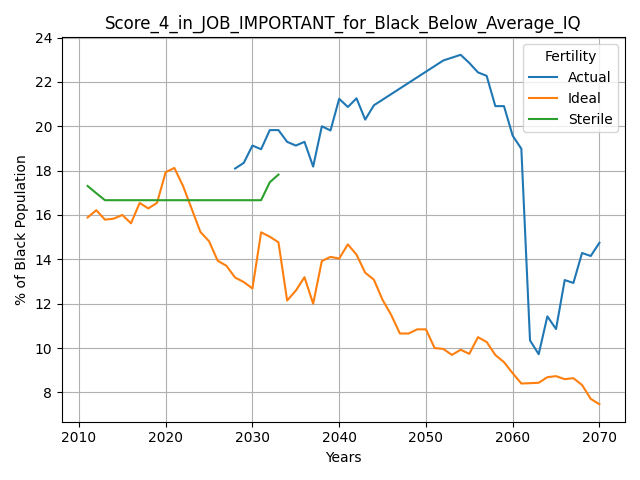 Score_4_in_JOB_IMPORTANT_for_Black_Below_Average_IQ
% of Black Population
24
22
20
18
16
14
12
10
8
Fertility
Actual
Ideal
Sterile
2010 2020 2030 2040 2050 2060 2070
Years